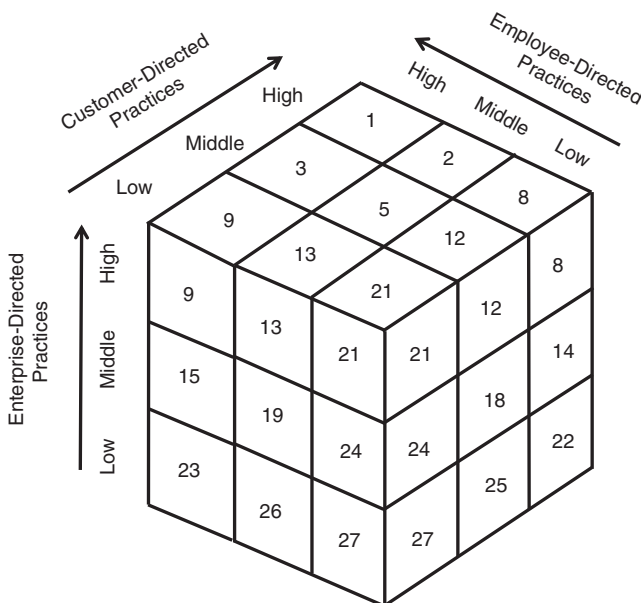 Customer-Directed
Practices
Employee-Directed
Practices
High
Middle
Low
High
Middle
Low
Enterprise-Directed
Practices
High
Middle
Low
1
3
2
9
5
8
13
12
21
9
13
21
21
12
8
15
19
24
24
18
14
23
26
27
27
25
22